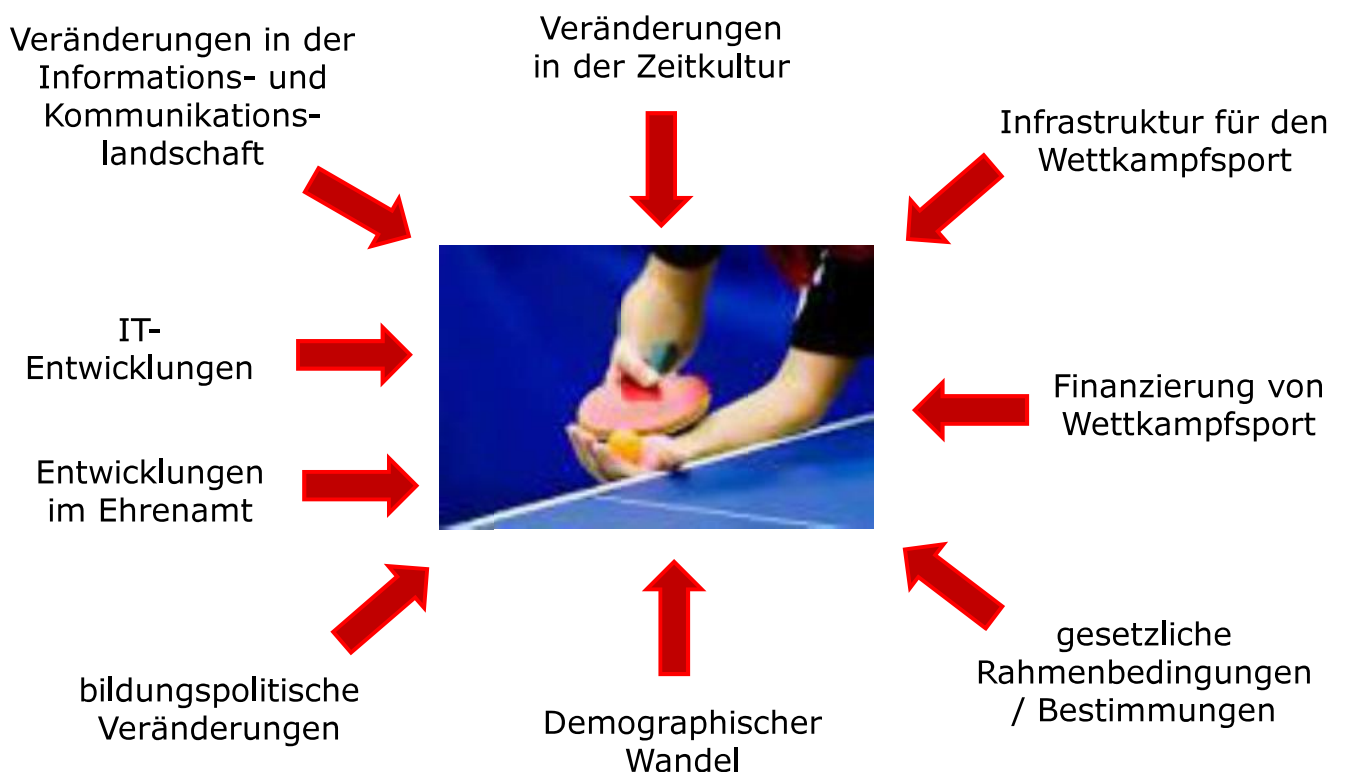 Veränderungen in der
Informations- und
Kommunikations-
landschaft
Veränderungen
in der Zeitkultur
Infrastruktur für den
Wettkampfsport
IT-
Entwicklungen
Finanzierung von
Wettkampfsport
Entwicklungen
im Ehrenamt
bildungspolitische
Veränderungen
Demographischer
Wandel
gesetzliche
Rahmenbedingungen
/ Bestimmungen